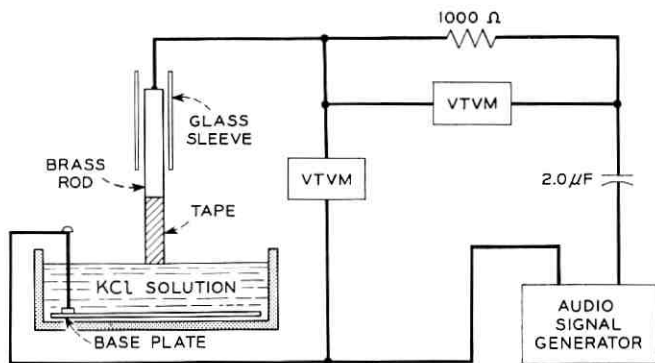 1000 Ω
GLASS
SLEEVE
VTVM
BRASS
ROD
VTVM
2.0 μF
TAPE
KCl SOLUTION
BASE PLATE
AUDIO
SIGNAL
GENERATOR